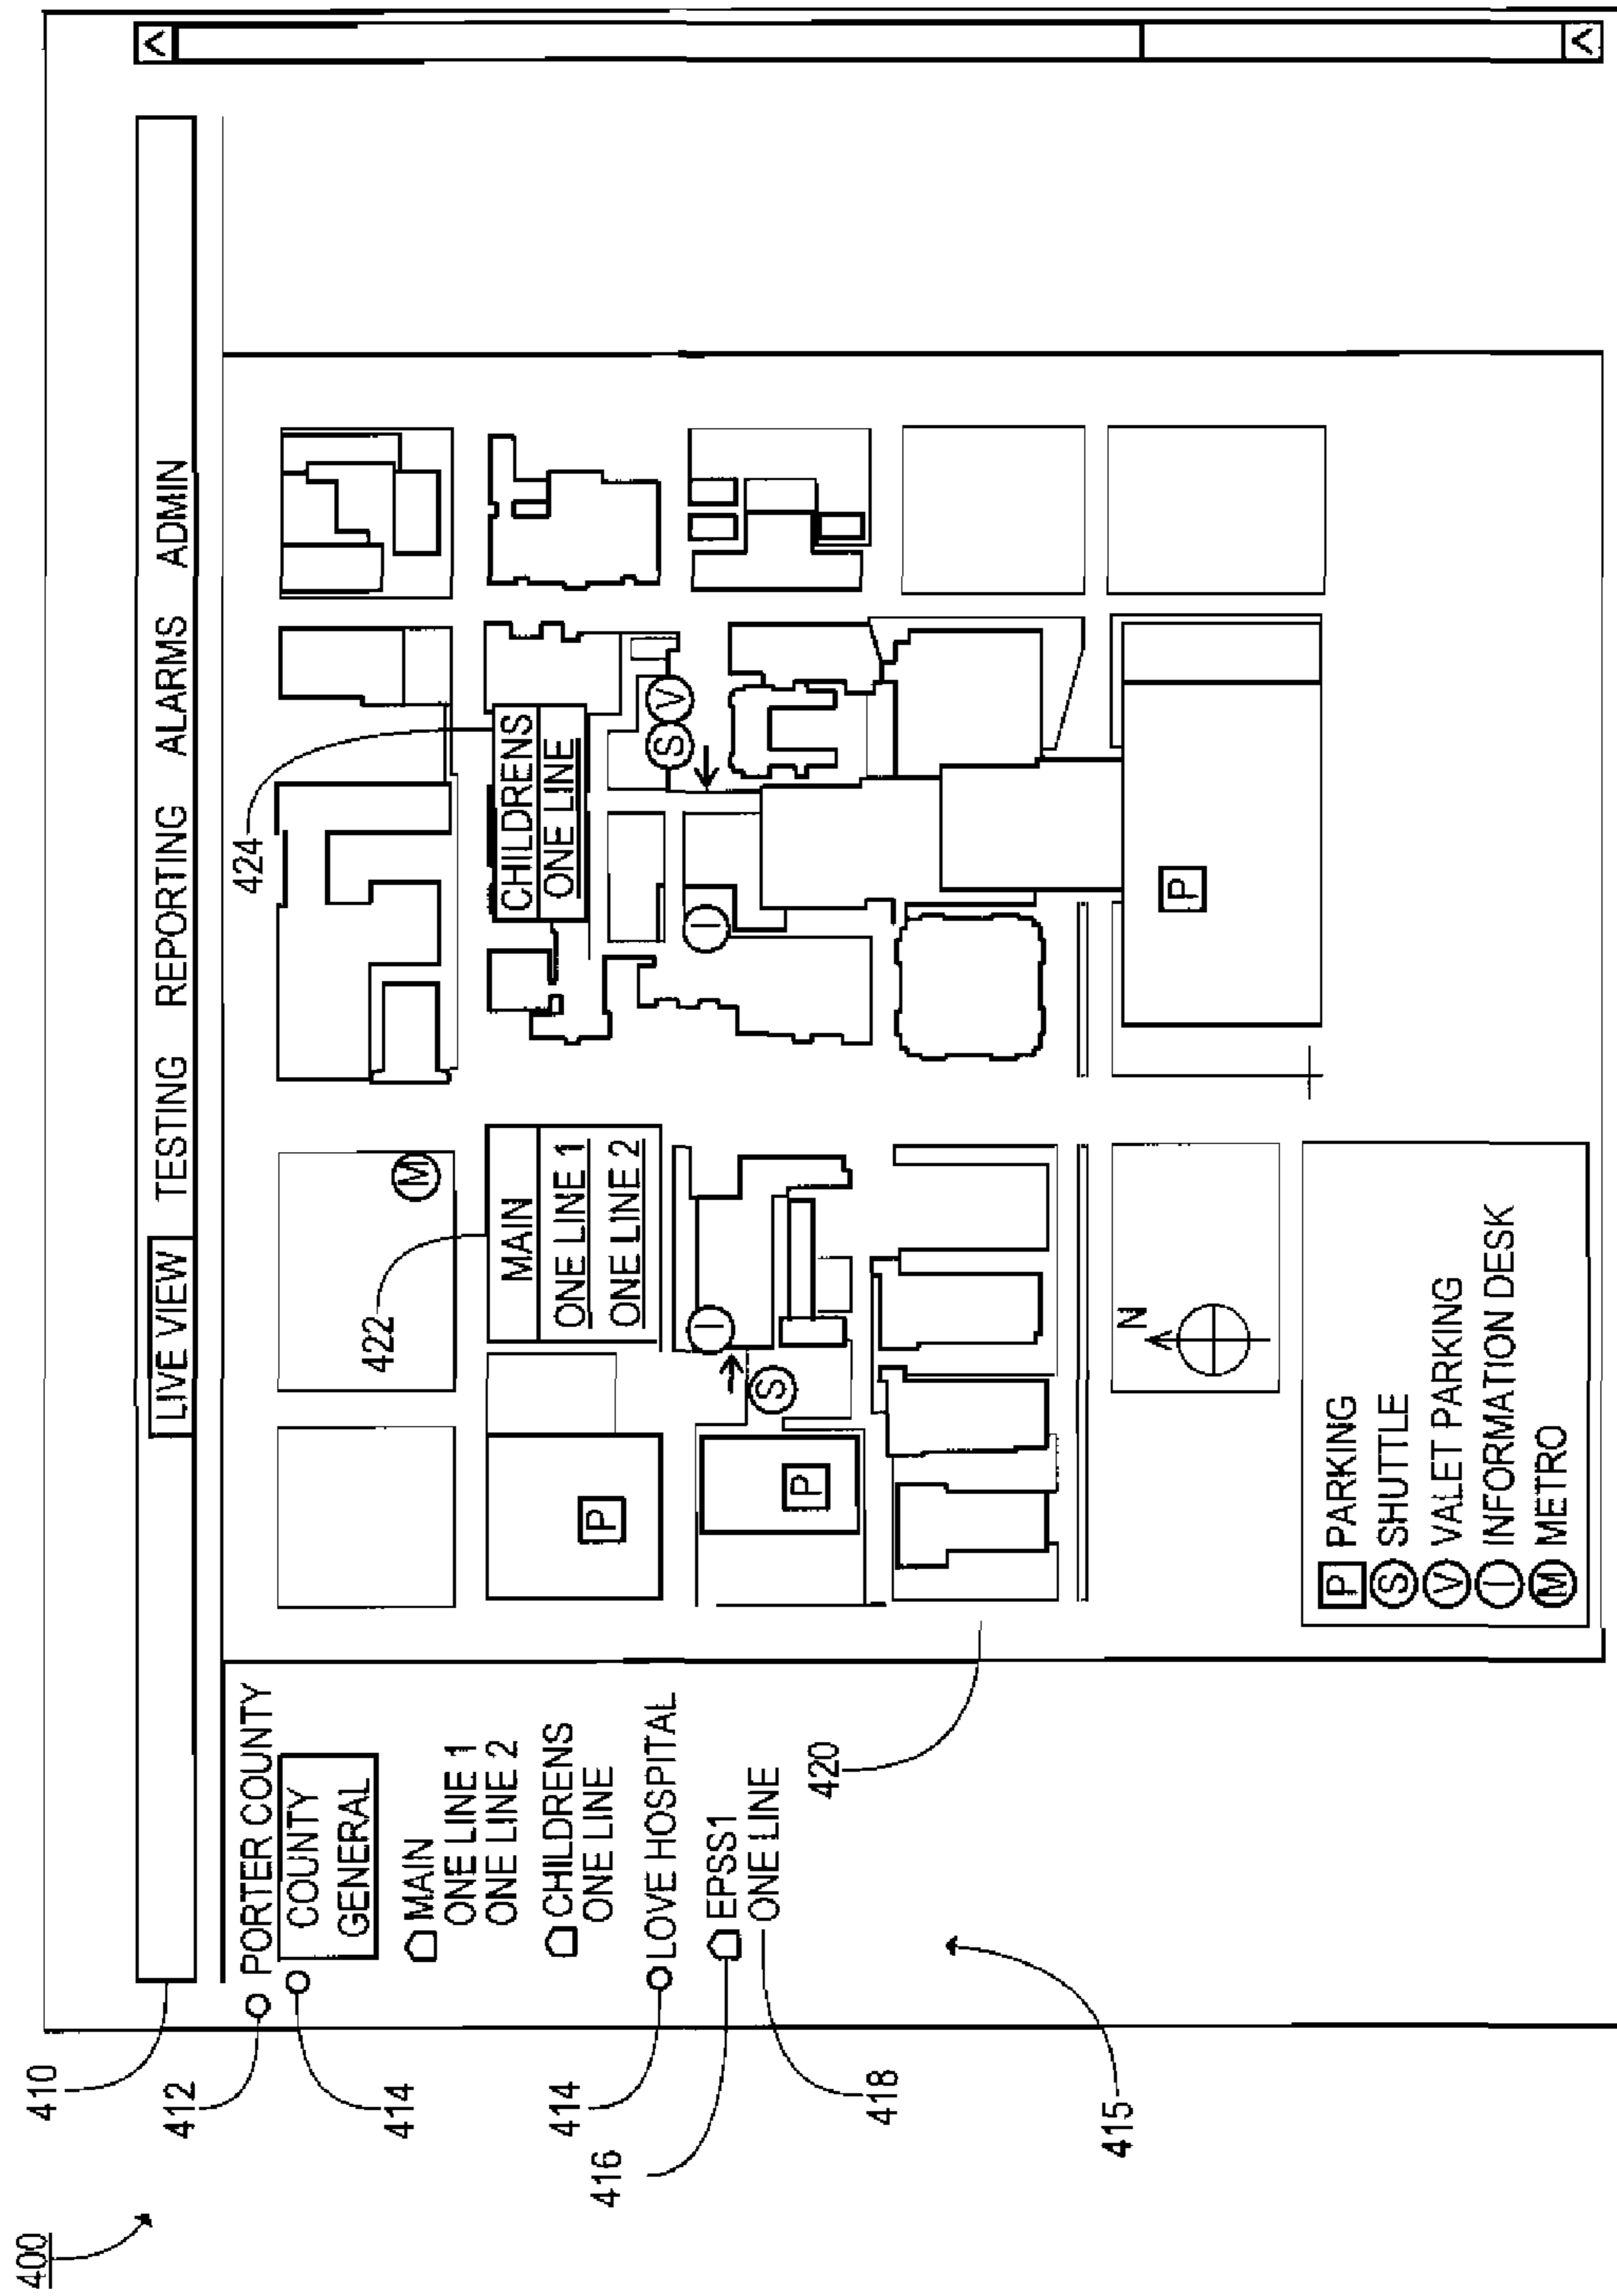 400
410
LIVE VIEW TESTING REPORTING ALARMS ADMIN
412
PORTER COUNTY
414
COUNTY
GENERAL
MAIN
ONE LINE 1
ONE LINE 2
CHILDRENS
ONE LINE
414
LOVE HOSPITAL
416
EPSS1
418
ONE LINE
415
420
422
M
MAIN
ONE LINE 1
ONE LINE 2
424
CHILDRENS
ONE LINE
S V
I
I
S
P
P
P
N
P PARKING
S SHUTTLE
V VALET PARKING
I INFORMATION DESK
M METRO